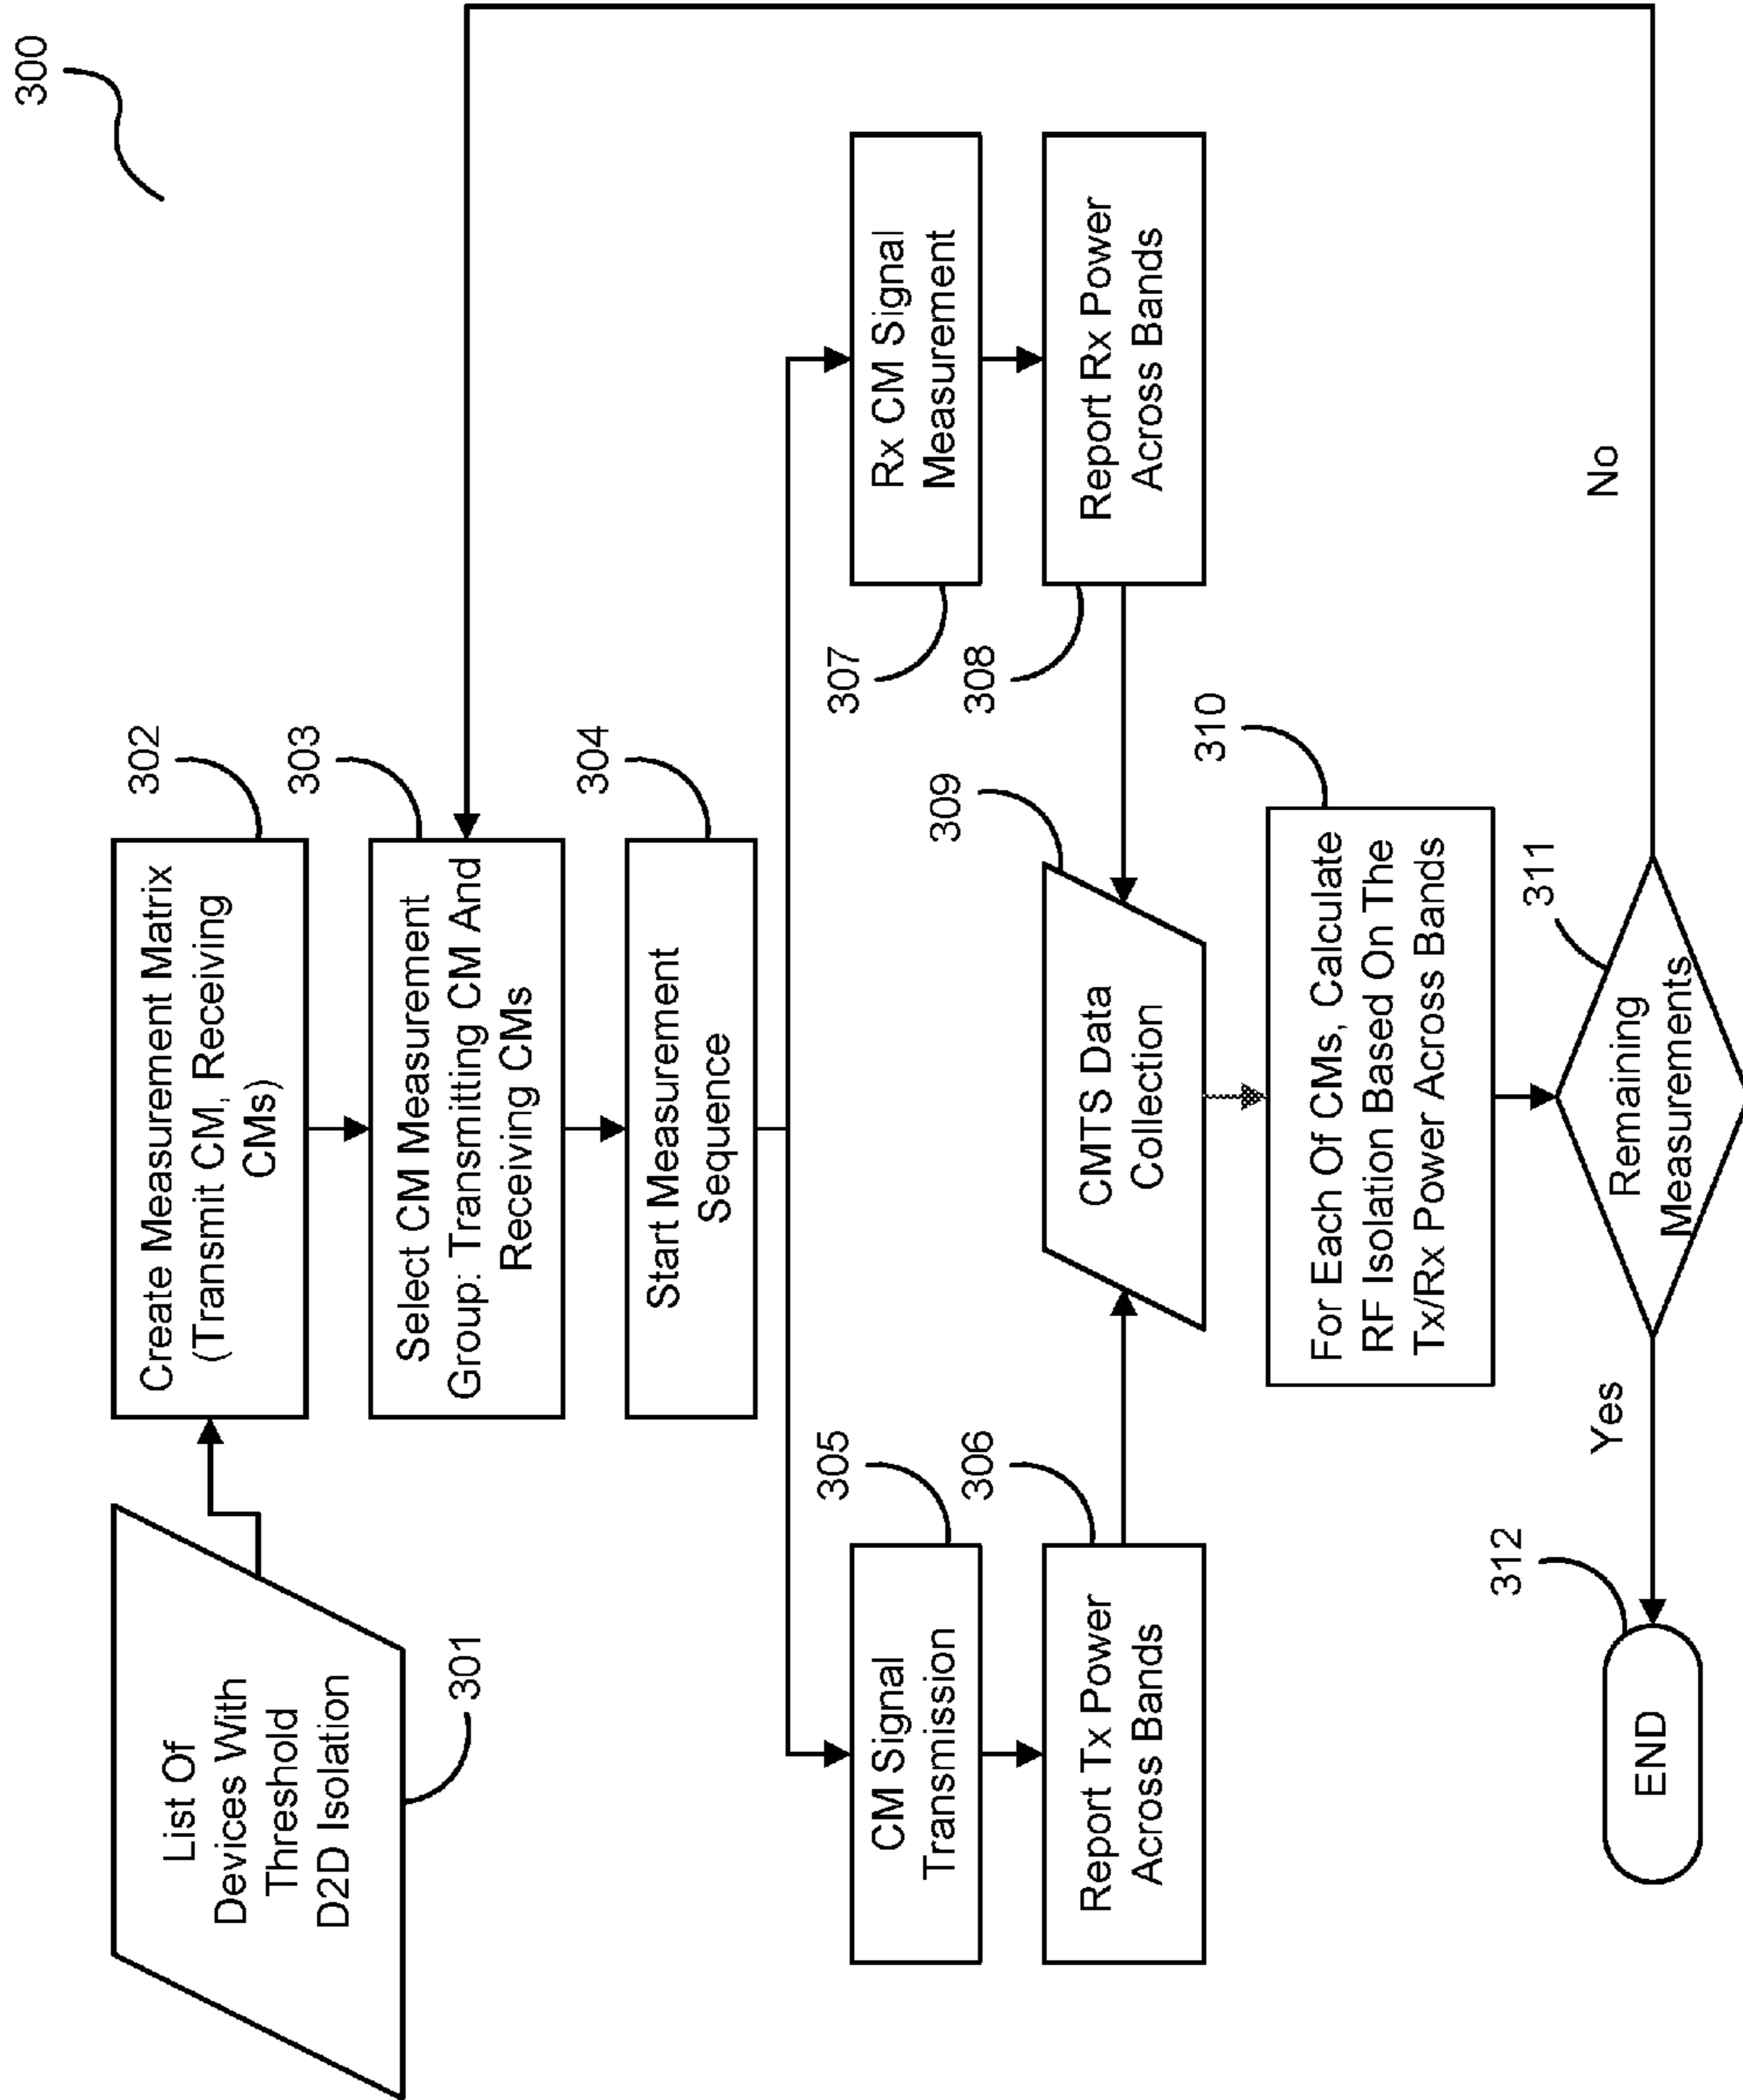 300
List Of
Devices With
Threshold
D2D Isolation
301
Create Measurement Matrix
(Transmit CM, Receiving
CMs)
302
Select CM Measurement
Group: Transmitting CM And
Receiving CMs
303
Start Measurement
Sequence
304
CM Signal
Transmission
305
Report Tx Power
Across Bands
306
Rx CM Signal
Measurement
307
Report Rx Power
Across Bands
308
CMTS Data
Collection
309
For Each Of CMs, Calculate
RF Isolation Based On The
Tx/Rx Power Across Bands
310
Remaining
Measurements
311
Yes
No
END
312